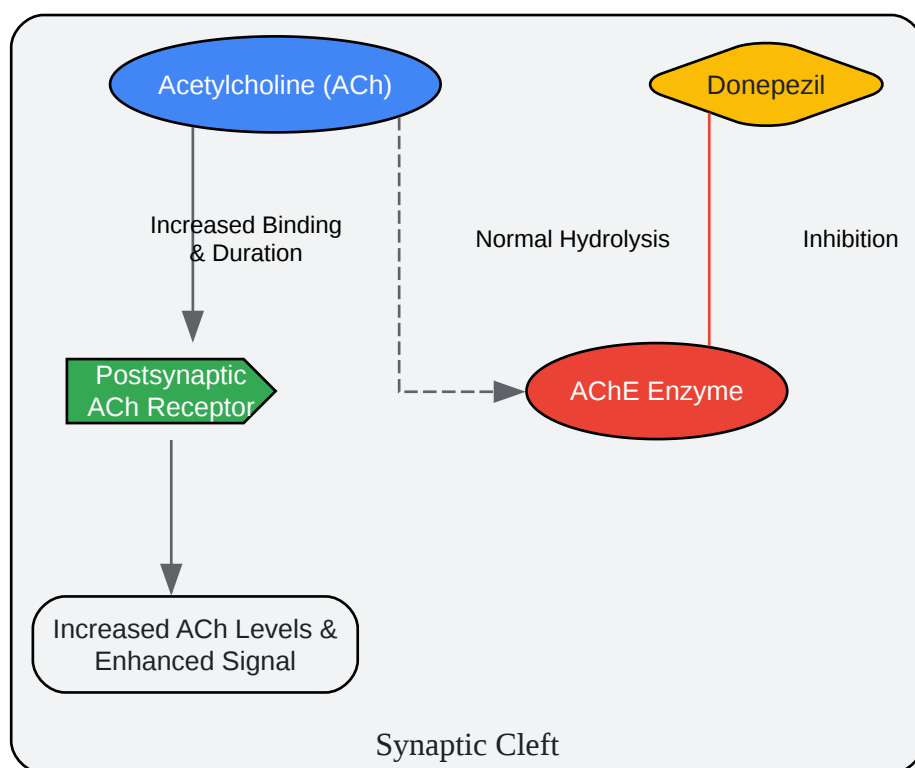 Acetylcholine (ACh)
Donepezil
Increased Binding
& Duration
Normal Hydrolysis
Inhibition
Postsynaptic
ACh Receptor
AChE Enzyme
Increased ACh Levels &
Enhanced Signal
Synaptic Cleft